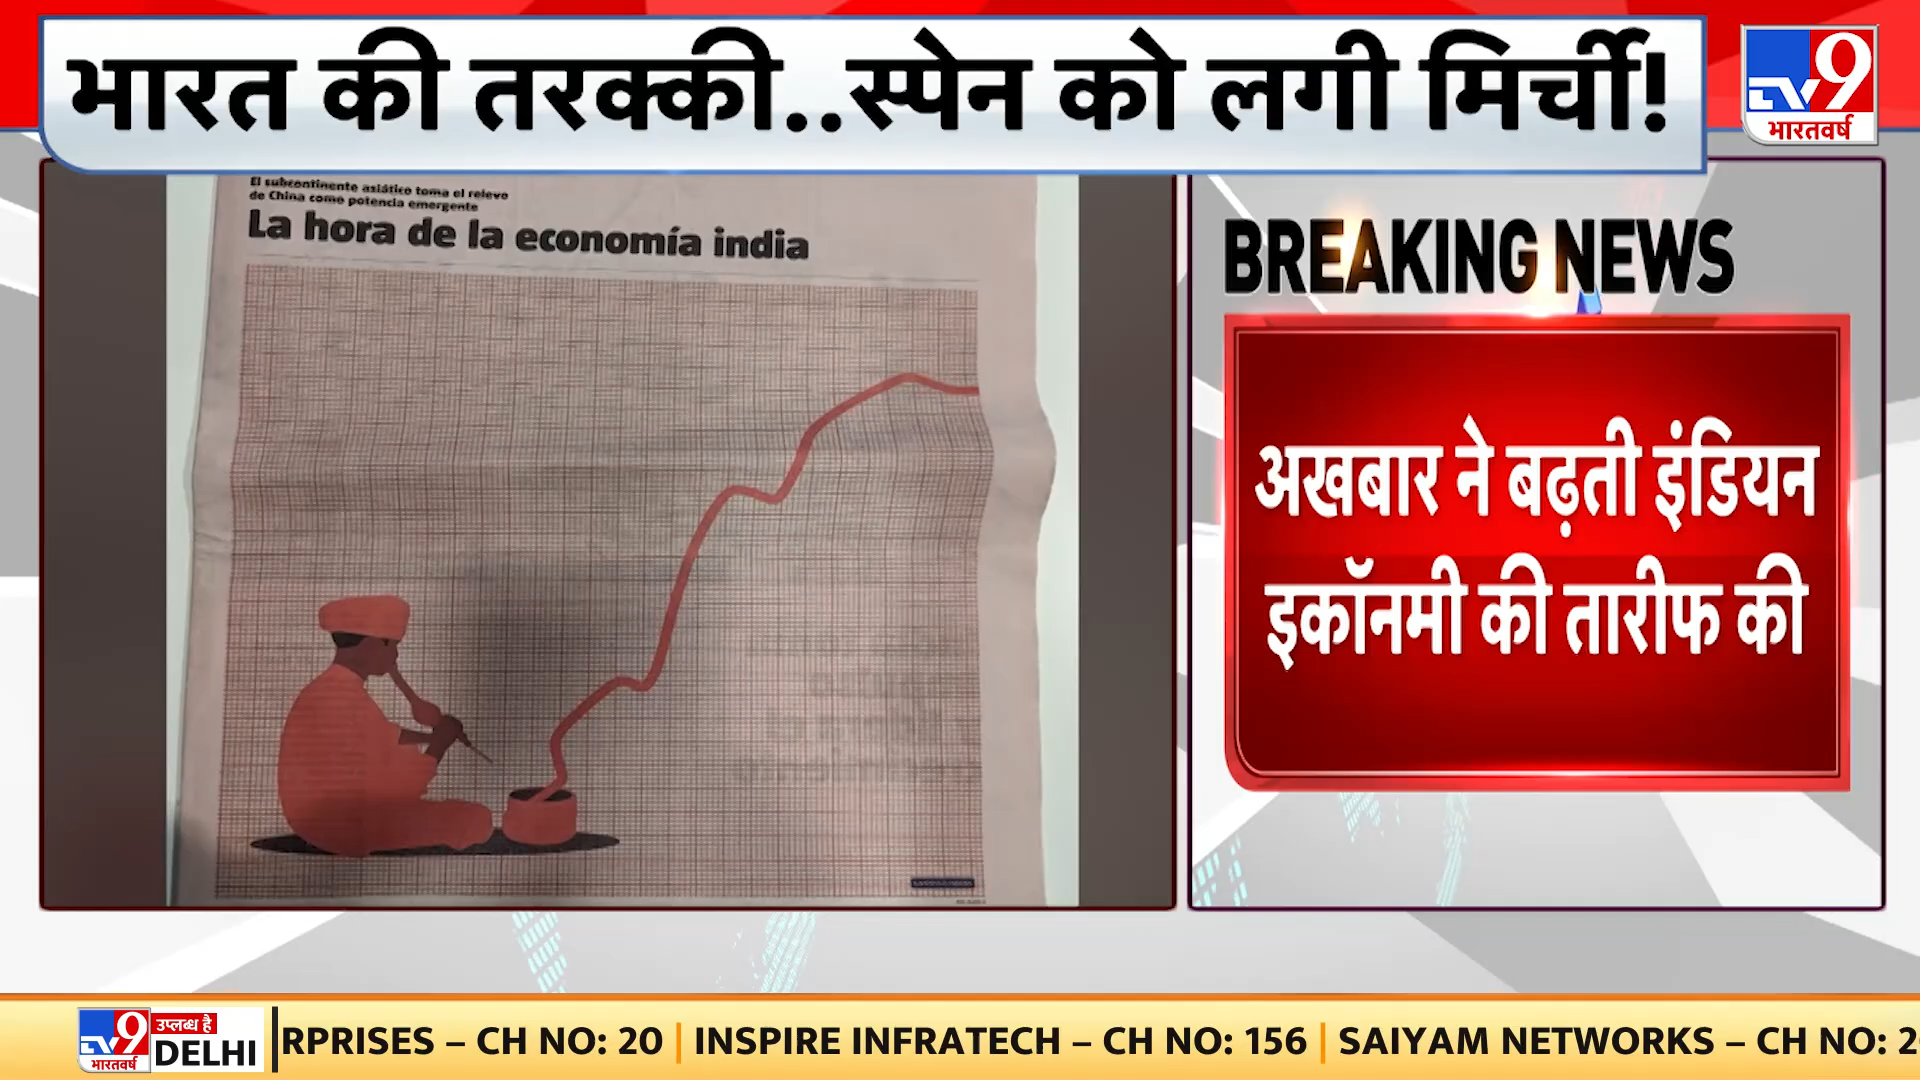 भारत की तरक्की..स्पेन को लगी मिर्ची!
TV9
भारतवर्ष
El subcontinente asiático toma el relevo
de China como potencia emergente
La hora de la economía india
BREAKING NEWS
अखबार ने बढ़ती इंडियन
इकॉनमी की तारीफ की
TV9
भारतवर्ष
उपलब्ध है
DELHI
RPRISES – CH NO: 20 | INSPIRE INFRATECH – CH NO: 156 | SAIYAM NETWORKS – CH NO: 2